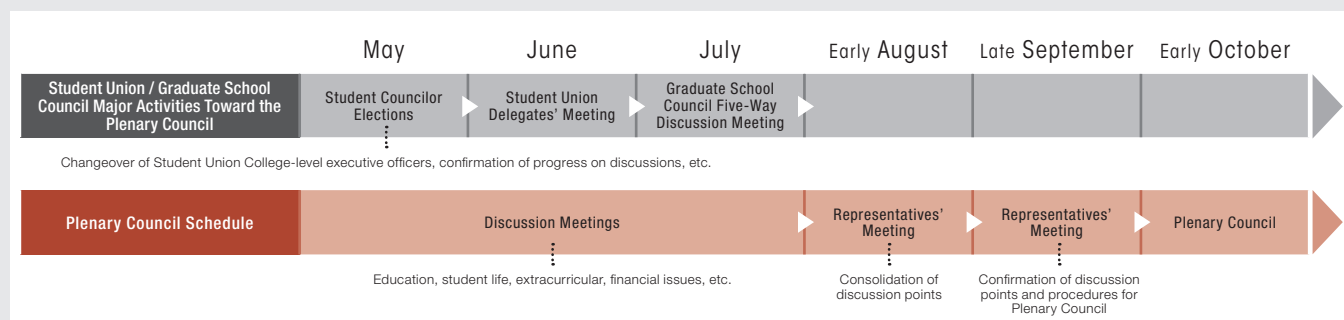 May
June
July
Early August
Late September
Early October
Student Union / Graduate School
Council Major Activities Toward the
Plenary Council
Student Councilor
Elections
Student Union
Delegates’ Meeting
Graduate School
Council Five-Way
Discussion Meeting
Changeover of Student Union College-level executive officers, confirmation of progress on discussions, etc.
Plenary Council Schedule
Discussion Meetings
Representatives’
Meeting
Representatives’
Meeting
Plenary Council
Education, student life, extracurricular, financial issues, etc.
Consolidation of
discussion points
Confirmation of discussion
points and procedures for
Plenary Council